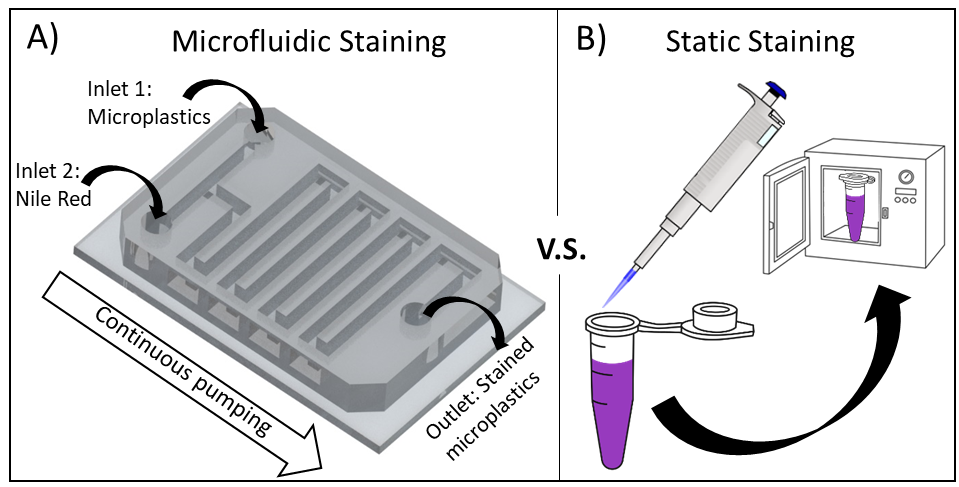 A)
Microfluidic Staining
Inlet 1:
Microplastics
Inlet 2:
Nile Red
Continuous pumping
Outlet: Stained
microplastics
V.S.
B)
Static Staining